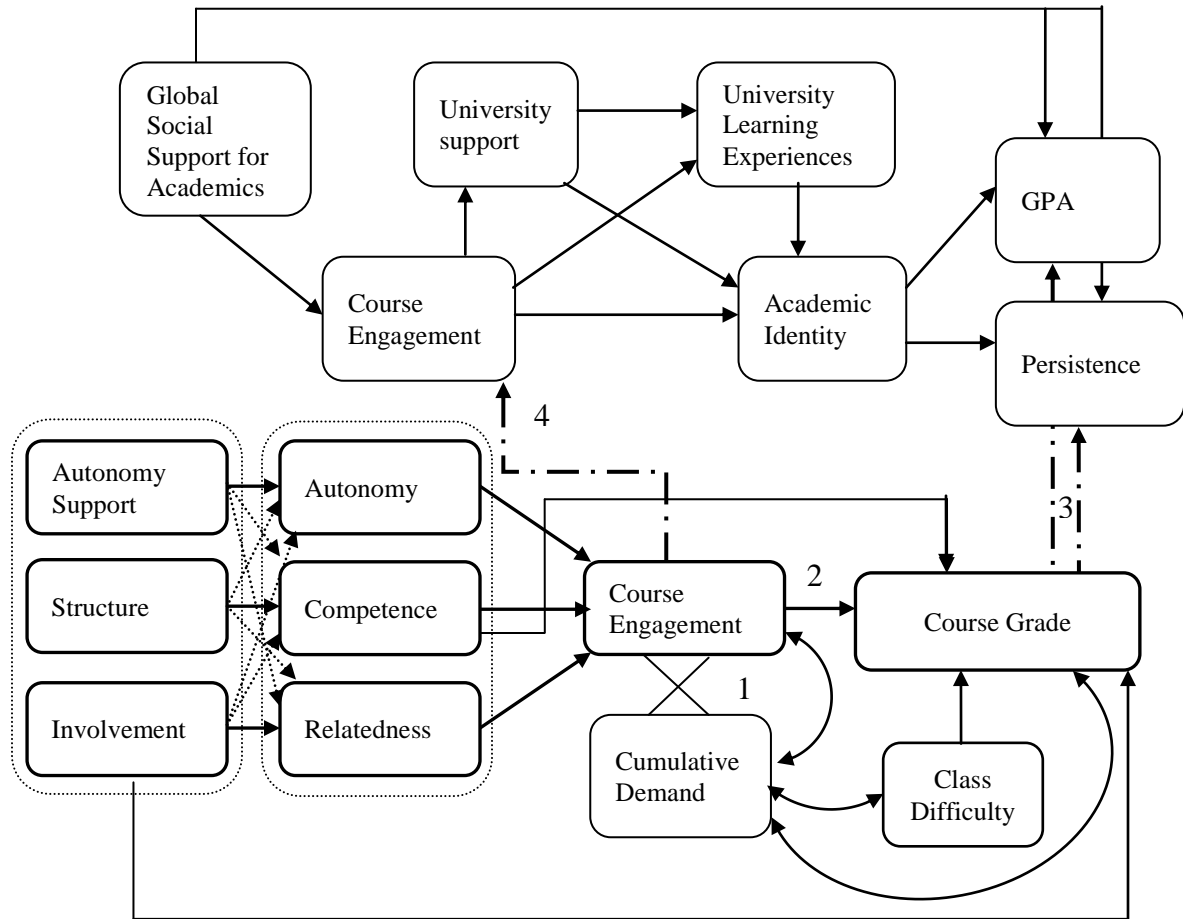 Global
Social
Support for
Academics
University
support
University
Learning
Experiences
GPA
Course
Engagement
Academic
Identity
Persistence
4
3
Autonomy
Support
Autonomy
Structure
Competence
Course
Engagement
2
Course Grade
Involvement
Relatedness
1
Cumulative
Demand
Class
Difficulty